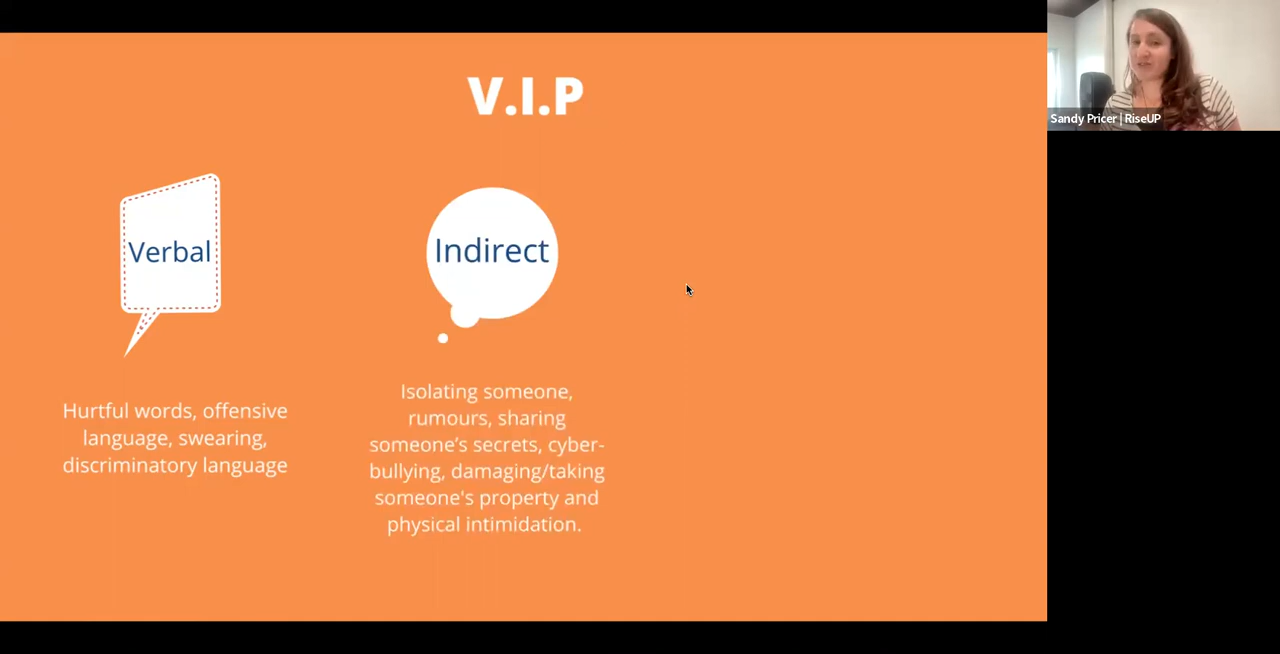 V.I.P
Verbal
Hurtful words, offensive
language, swearing,
discriminatory language
Indirect
Isolating someone,
rumours, sharing
someone's secrets, cyber-
bullying, damaging/taking
someone's property and
physical intimidation.
Sandy Pricer | RiseUP